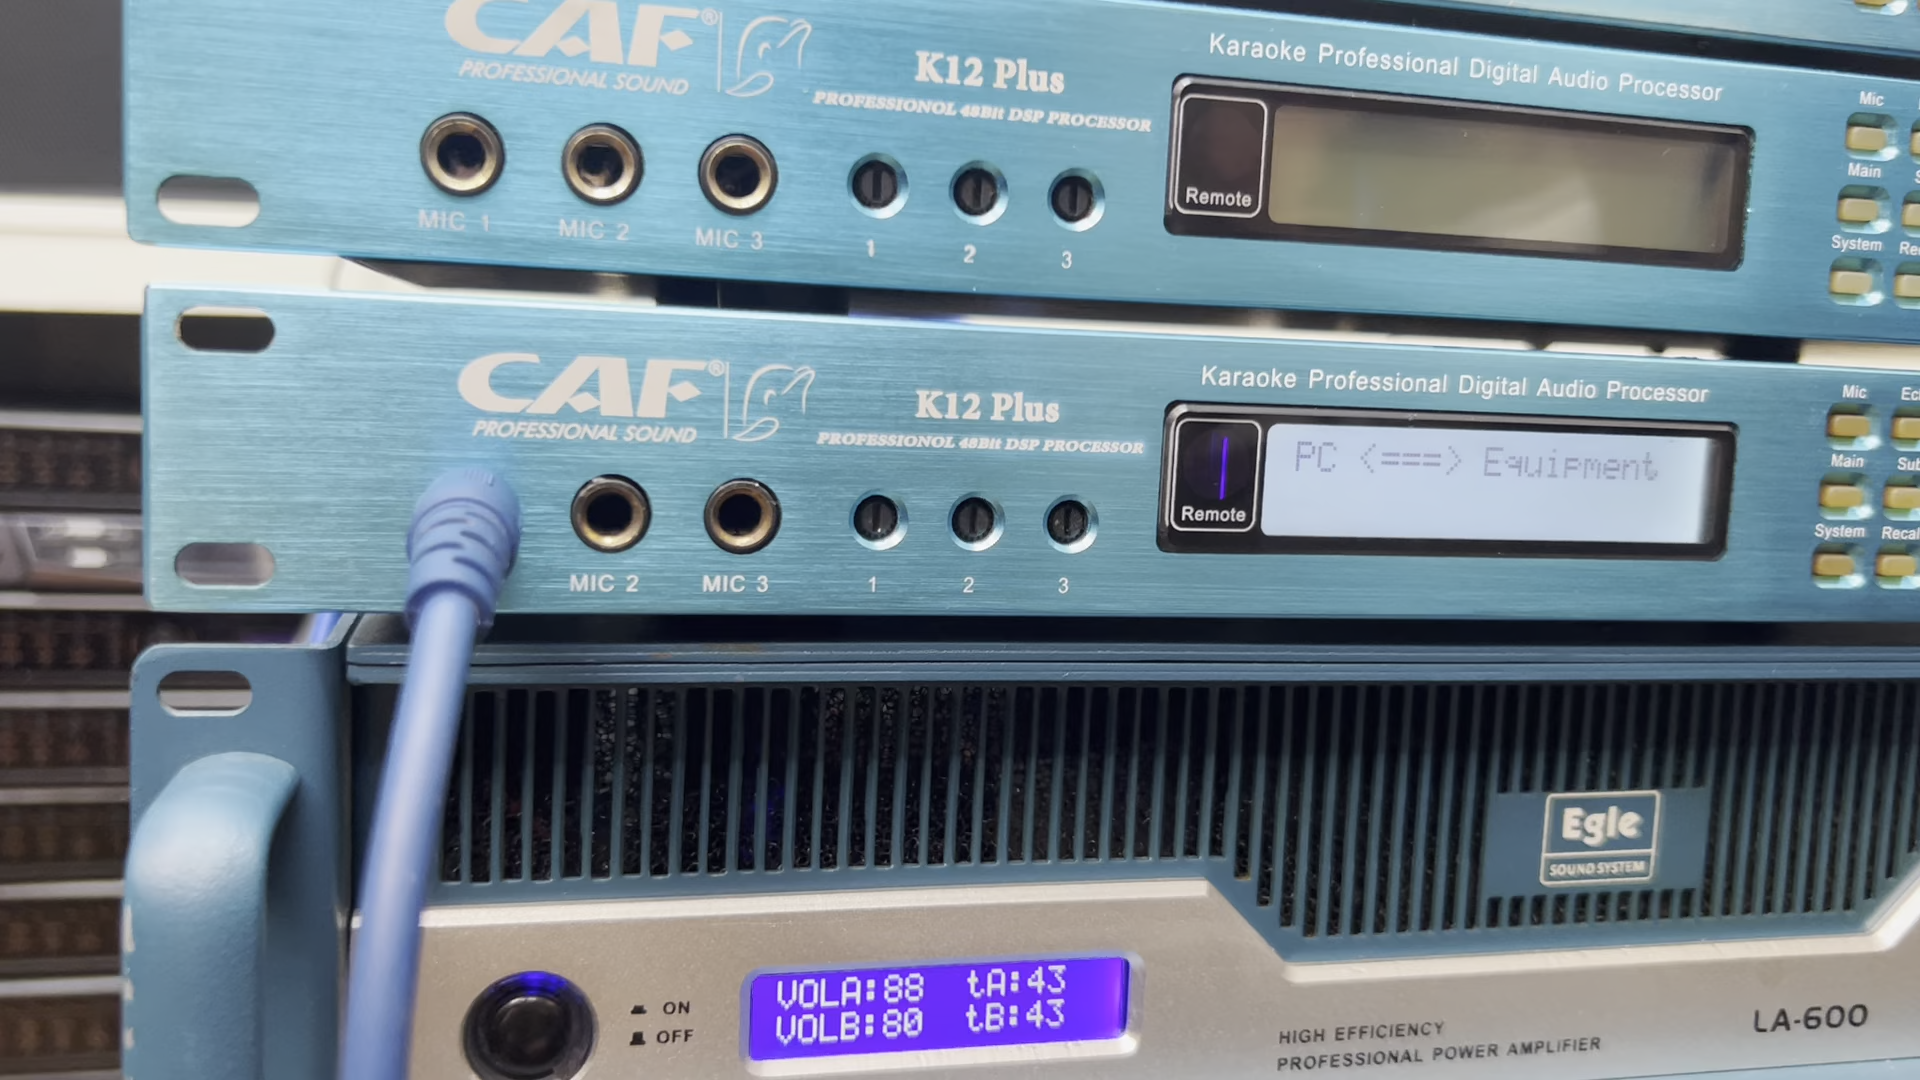 CAF®
PROFESSIONAL SOUND
K12 Plus
PROFESSIONOL 48Bit DSP PROCESSOR
Karaoke Professional Digital Audio Processor
Remote
MIC 1
MIC 2
MIC 3
1
2
3
Mic
Main
System
CAF®
PROFESSIONAL SOUND
K12 Plus
PROFESSIONOL 48Bit DSP PROCESSOR
Karaoke Professional Digital Audio Processor
Remote
PC <===> Equipment
MIC 2
MIC 3
1
2
3
Mic
Main
System
Egle
SOUND SYSTEM
ON
OFF
VOLA:88 tA:43
VOLB:80 tB:43
HIGH EFFICIENCY
PROFESSIONAL POWER AMPLIFIER
LA-600